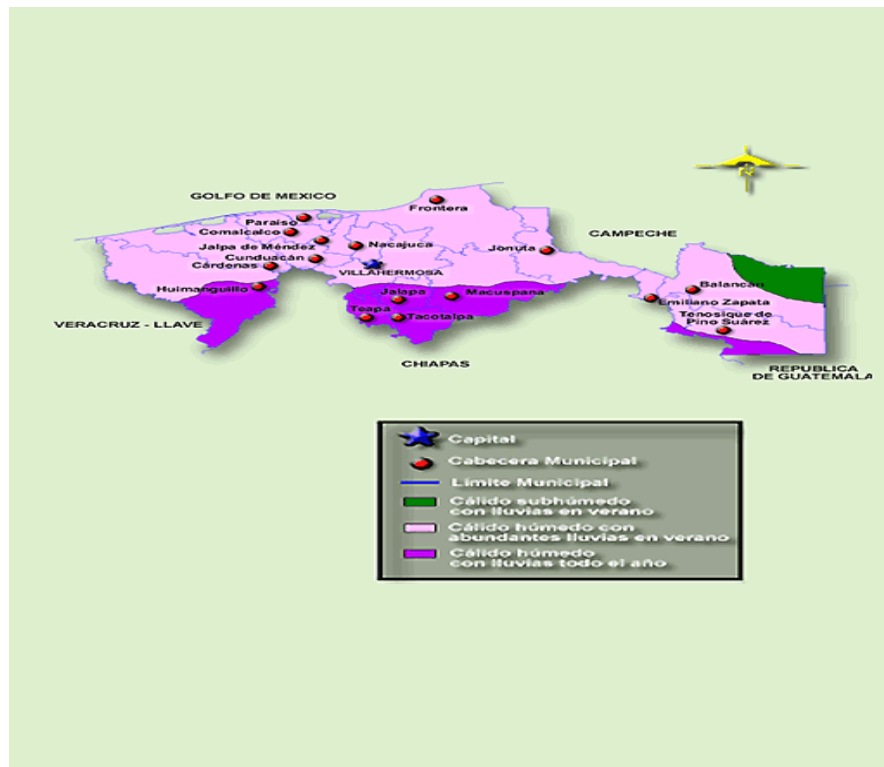 N
GOLFO DE MEXICO
Frontera
Paraíso
Comalcalco
CAMPECHE
Jalpa de Méndez
Nacajuca
Jonuta
Cunduacán
Cárdenas
VILLAHERMOSA
Balancán
Huimanguillo
Jalapa
Macuspana
Emiliano Zapata
Teapa
Tacotalpa
Tenosique de
Pino Suárez
VERACRUZ - LLAVE
CHIAPAS
REPUBLICA
DE GUATEMALA
Capital
Cabecera Municipal
Límite Municipal
Cálido subhúmedo
con lluvias en verano
Cálido húmedo con
abundantes lluvias en verano
Cálido húmedo
con lluvias todo el año